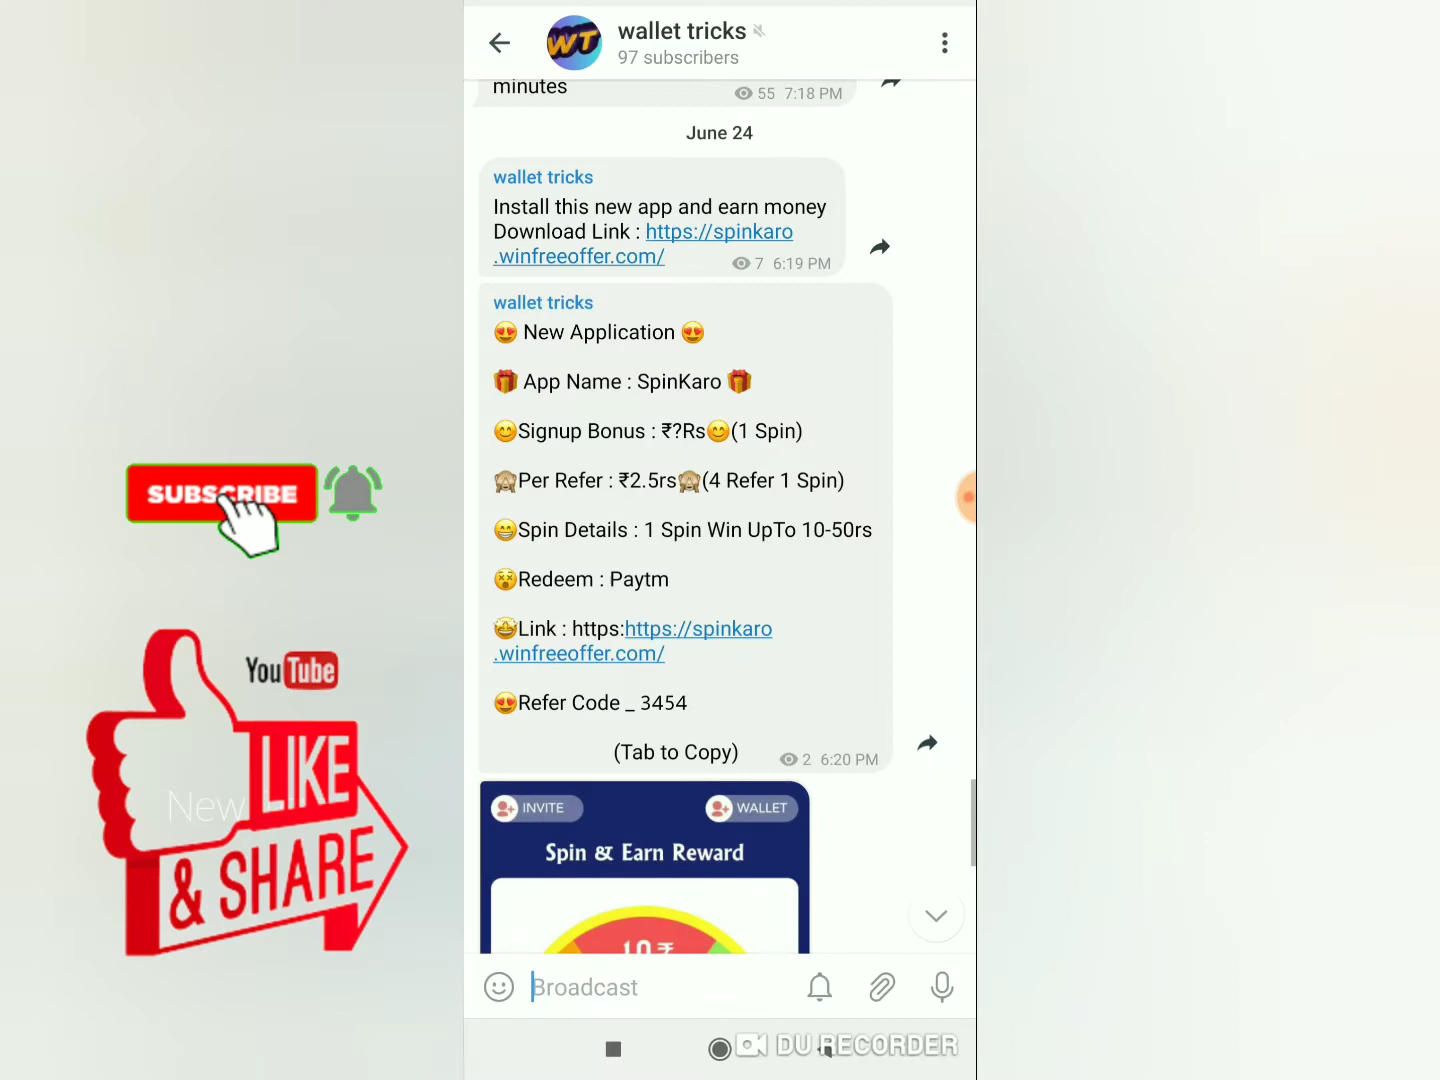 WT
wallet tricks
97 subscribers
minutes
55 7:18 PM
June 24
wallet tricks
Install this new app and earn money
Download Link : https://spinkaro
.winfreeoffer.com/
7 6:19 PM
wallet tricks
😍 New Application 😍
🎁 App Name : SpinKaro 🎁
😊Signup Bonus : ₹?Rs😊(1 Spin)
🙈Per Refer : ₹2.5rs🙈(4 Refer 1 Spin)
😁Spin Details : 1 Spin Win UpTo 10-50rs
😵Redeem : Paytm
🤩Link : https:https://spinkaro
.winfreeoffer.com/
😍Refer Code _ 3454
(Tab to Copy)
2 6:20 PM
INVITE
WALLET
Spin & Earn Reward
10 ₹
Broadcast
DU RECORDER
SUBSCRIBE
YouTube
New
LIKE
& SHARE